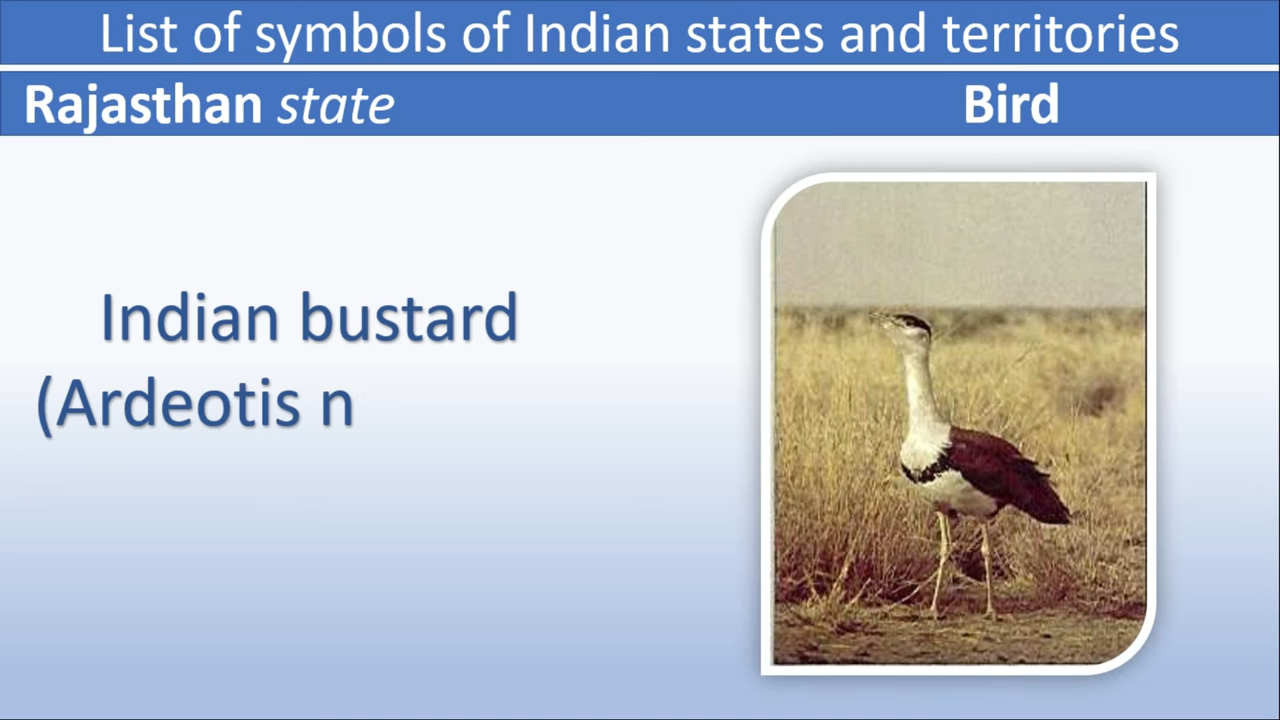 List of symbols of Indian states and territories
Rajasthan state Bird
Indian bustard
(Ardeotis n